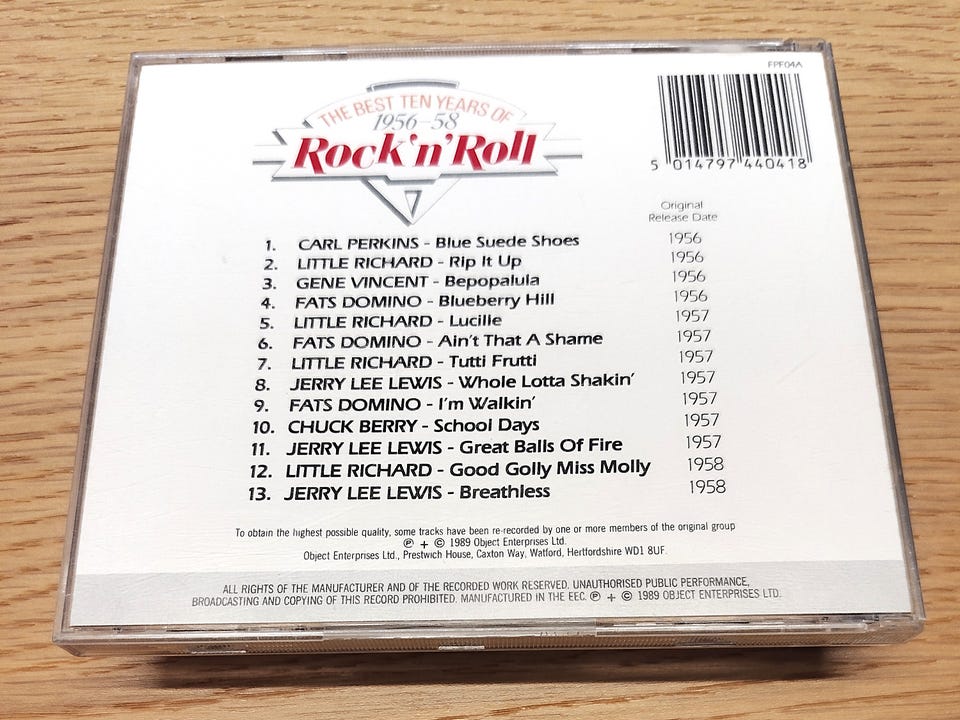 FPF04A
THE BEST TEN YEARS OF
1956-58
Rock'n'Roll
5 014797 440418
Original
Release Date
1. CARL PERKINS - Blue Suede Shoes 1956
2. LITTLE RICHARD - Rip It Up 1956
3. GENE VINCENT - Bepopalula 1956
4. FATS DOMINO - Blueberry Hill 1956
5. LITTLE RICHARD - Lucille 1957
6. FATS DOMINO - Ain't That A Shame 1957
7. LITTLE RICHARD - Tutti Frutti 1957
8. JERRY LEE LEWIS - Whole Lotta Shakin' 1957
9. FATS DOMINO - I'm Walkin' 1957
10. CHUCK BERRY - School Days 1957
11. JERRY LEE LEWIS - Great Balls Of Fire 1957
12. LITTLE RICHARD - Good Golly Miss Molly 1958
13. JERRY LEE LEWIS - Breathless 1958
To obtain the highest possible quality, some tracks have been re-recorded by one or more members of the original group
℗ + © 1989 Object Enterprises Ltd.
Object Enterprises Ltd., Prestwich House, Caxton Way, Watford, Hertfordshire WD1 8UF.
ALL RIGHTS OF THE MANUFACTURER AND OF THE RECORDED WORK RESERVED. UNAUTHORISED PUBLIC PERFORMANCE,
BROADCASTING AND COPYING OF THIS RECORD PROHIBITED. MANUFACTURED IN THE EEC. ℗ + © 1989 OBJECT ENTERPRISES LTD.